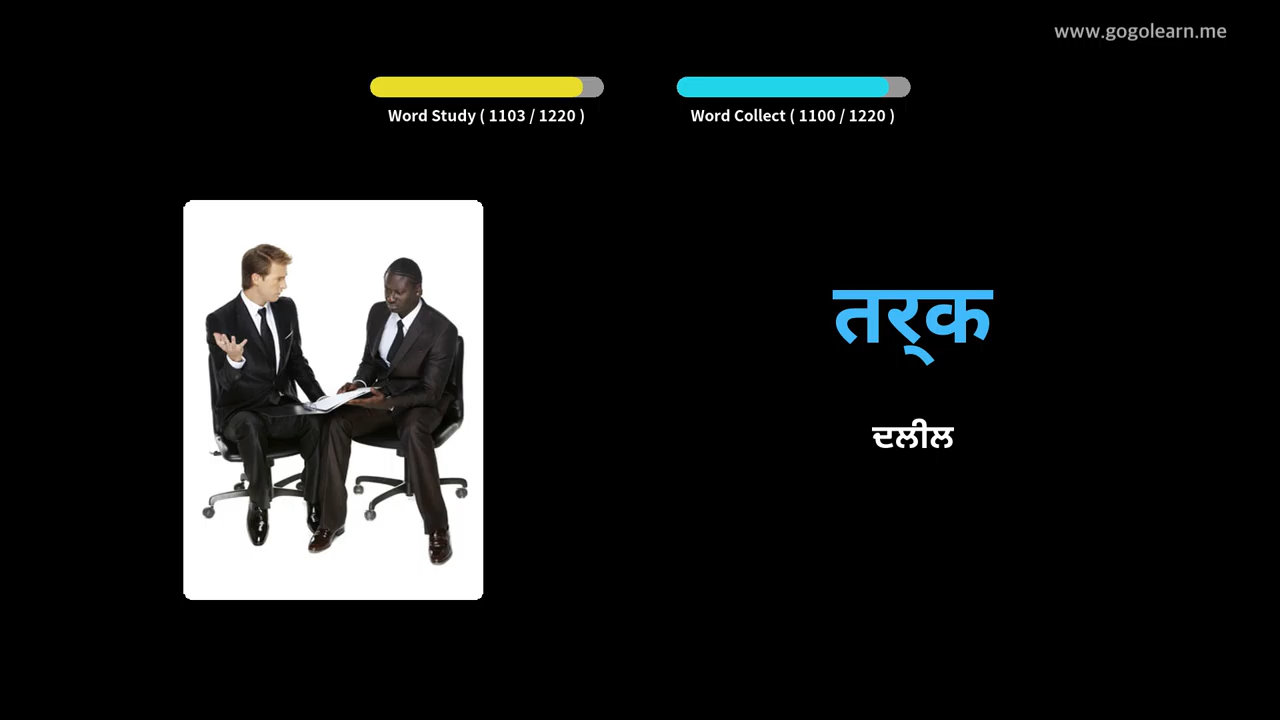 www.gogolearn.me
Word Study ( 1103 / 1220 )
Word Collect ( 1100 / 1220 )
तर्‌क
ਦਲੀਲ